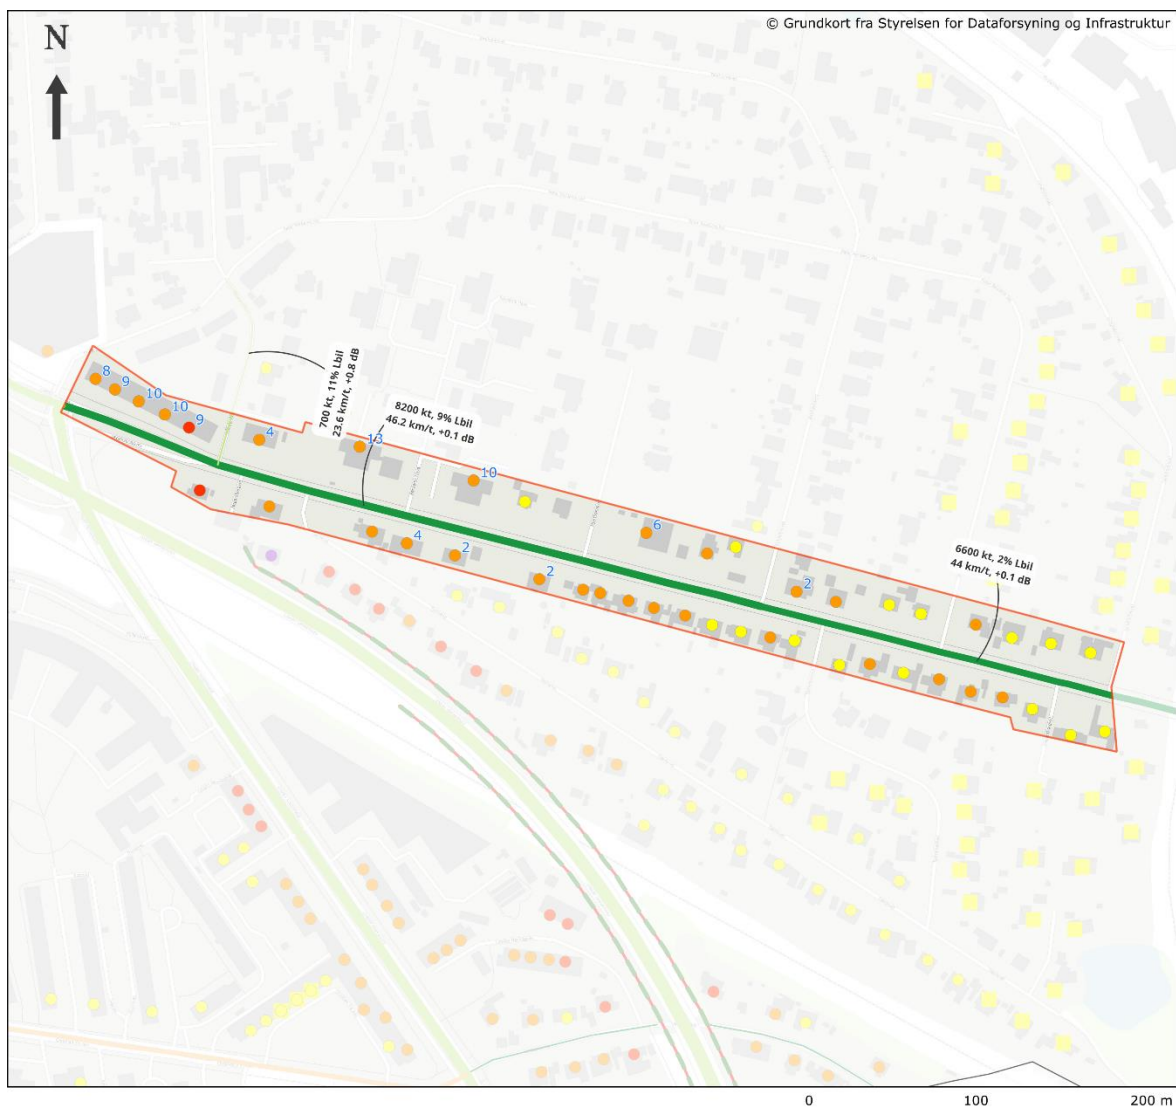 © Grundkort fra Styrelsen for Dataforsyning og Infrastruktur
N
700 kt, 11% Lbil
23.6 km/t, +0.8 dB
8200 kt, 9% Lbil
46.2 km/t, +0.1 dB
8
9
10
10
9
4
13
10
4
2
6
2
2
6600 kt, 2% Lbil
44 km/t, +0.1 dB
0 100 200 m